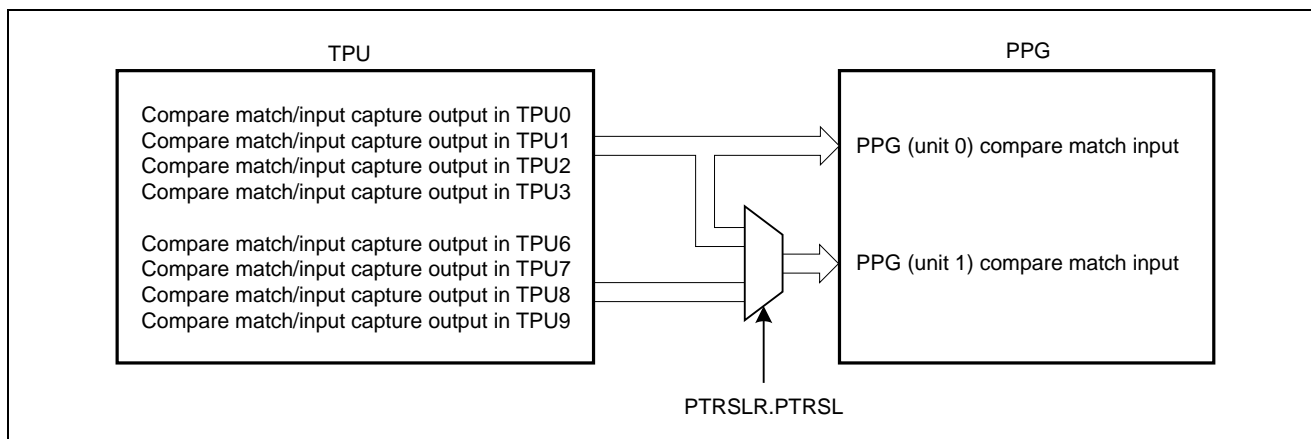 TPU
Compare match/input capture output in TPU0
Compare match/input capture output in TPU1
Compare match/input capture output in TPU2
Compare match/input capture output in TPU3
Compare match/input capture output in TPU6
Compare match/input capture output in TPU7
Compare match/input capture output in TPU8
Compare match/input capture output in TPU9
PPG
PPG (unit 0) compare match input
PPG (unit 1) compare match input
PTRSLR.PTRSL